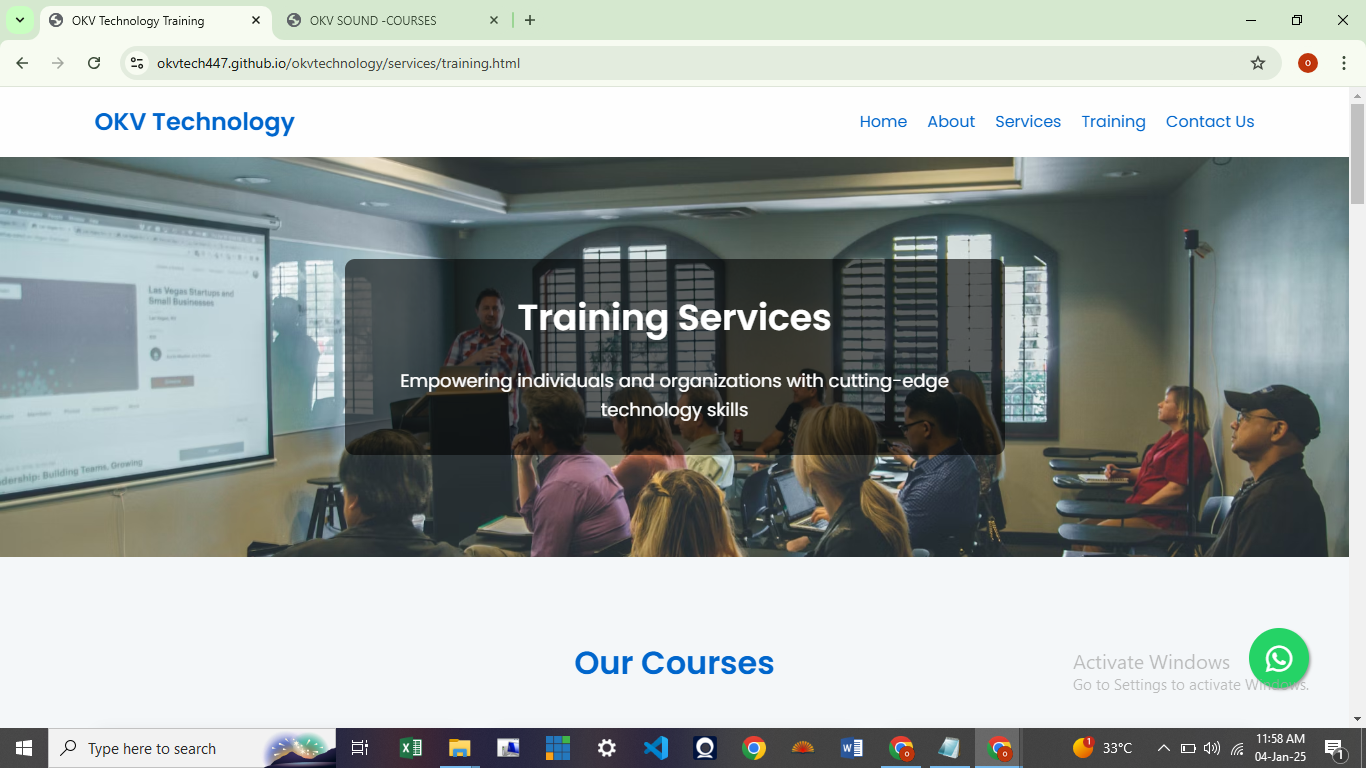 OKV Technology Training
OKV SOUND -COURSES
okvtech447.github.io/okvtechnology/services/training.html
O
OKV Technology
Home About Services Training Contact Us
Las Vegas Startups and
Small Businesses
Training Services
Empowering individuals and organizations with cutting-edge
technology skills
Building Teams, Growing
Our Courses
Activate Windows
Go to Settings to activate Windows.
Type here to search
1
33°C
11:58 AM
04-Jan-25
1